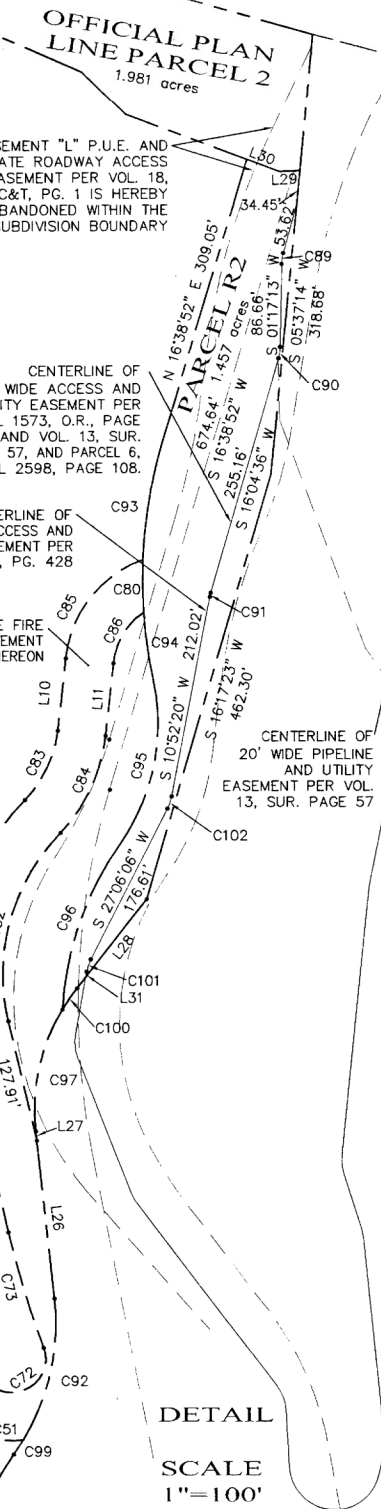 OFFICIAL PLAN
LINE PARCEL 2
1.981 acres
SEMENT "L" P.U.E. AND
ATE ROADWAY ACCESS
ASEMENT PER VOL. 18,
C&T, PG. 1 IS HEREBY
BANDONED WITHIN THE
SUBDIVISION BOUNDARY
L30
L29
34.45'
53.62'
C89
N 16°38'52" E 309.05'
PARCEL R2
1.457 acres
86.66'
S 01°17'13" W
S 05°37'14" W
318.68'
C90
674.64'
S 16°38'52" W
CENTERLINE OF
WIDE ACCESS AND
ITY EASEMENT PER
L 1573, O.R., PAGE
AND VOL. 13, SUR.
57, AND PARCEL 6,
L 2598, PAGE 108.
255.16'
S 16°04'36" W
C93
ERLINE OF
CCESS AND
EMENT PER
, PG. 428
C91
C85
C80
C86
C94
E FIRE
EMENT
EREON
212.02'
S 10°52'20" W
S 16°17'23" W
462.30'
L10
L11
CENTERLINE OF
20' WIDE PIPELINE
AND UTILITY
EASEMENT PER VOL.
13, SUR. PAGE 57
C83
C84
C95
C102
S 27°06'06" W
176.61'
C96
L28
C101
L31
C100
127.91'
C97
L27
L26
C73
C72
C92
C51
C99
DETAIL
SCALE
1"=100'